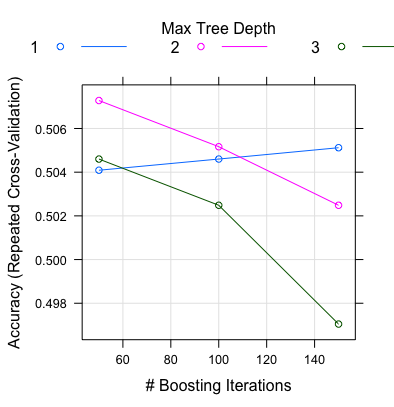 Max Tree Depth
1 2 3
Accuracy (Repeated Cross-Validation)
0.506
0.504
0.502
0.500
0.498
60 80 100 120 140
# Boosting Iterations